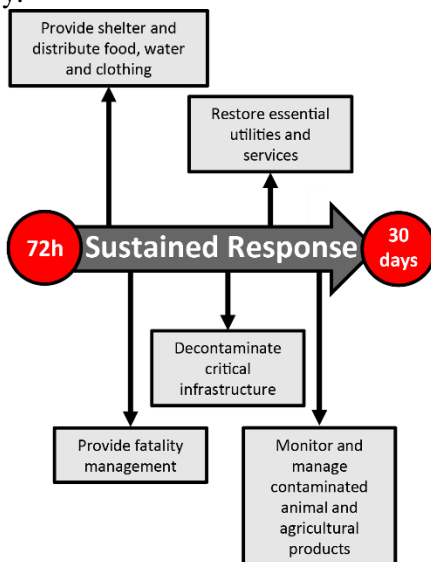 y.
Provide shelter and
distribute food, water
and clothing
Restore essential
utilities and
services
72h
Sustained Response
30
days
Decontaminate
critical
infrastructure
Provide fatality
management
Monitor and
manage
contaminated
animal and
agricultural
products